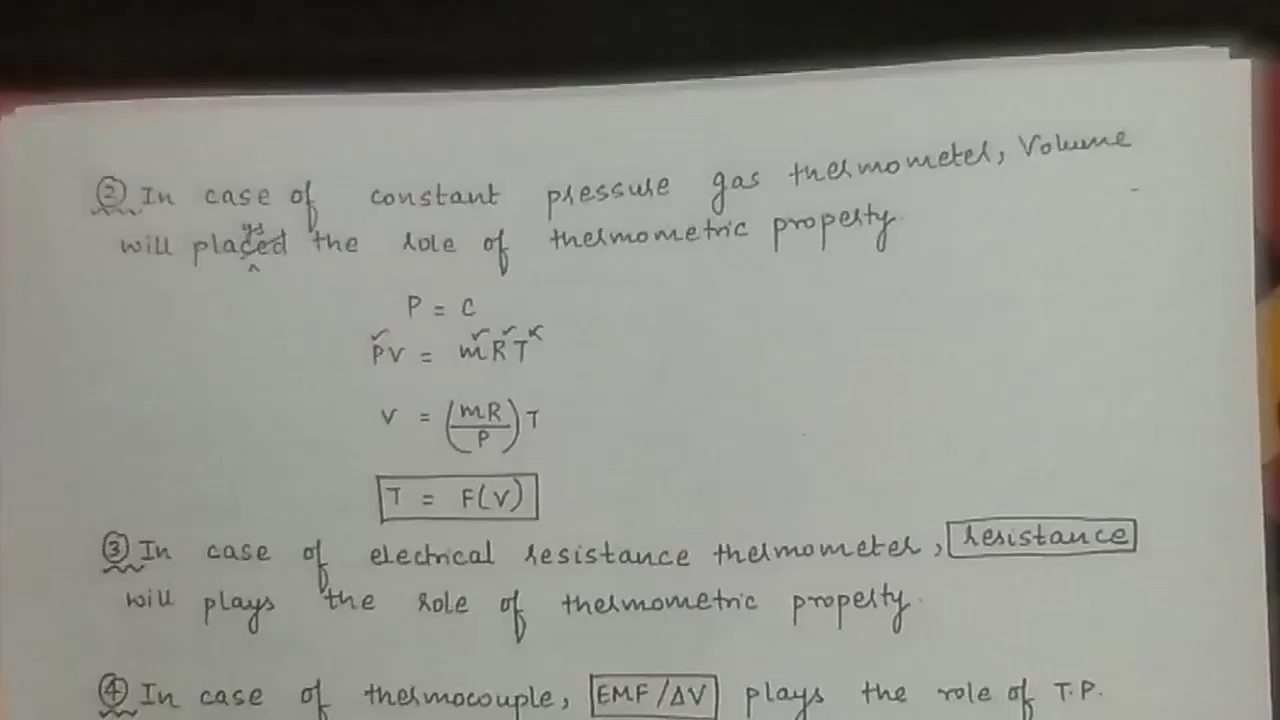 ② In case of constant pressure gas thermometer, Volume
will placed ys the role of thermometric property.
P = C
PV = mRT
V = (mR/P) T
T = F(V)
③ In case of electrical resistance thermometer, resistance
will plays the role of thermometric property.
④ In case of thermocouple, EMF/ΔV plays the role of T.P.